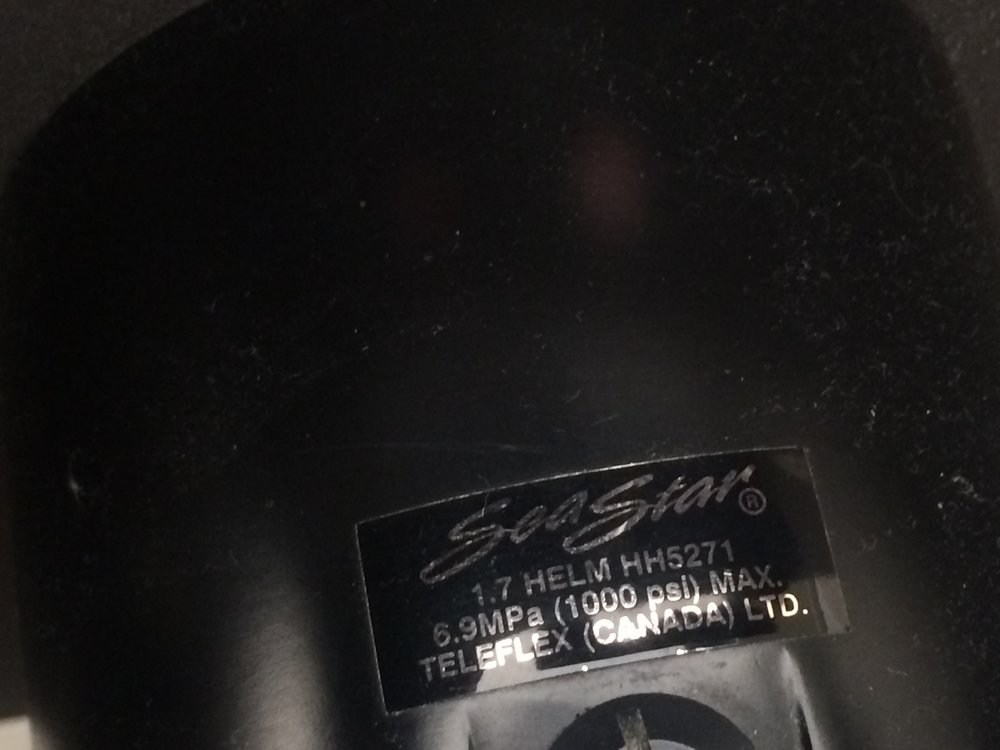 SeaStar®
1.7 HELM HH5271
6.9MPa (1000 psi) MAX.
TELEFLEX (CANADA) LTD.